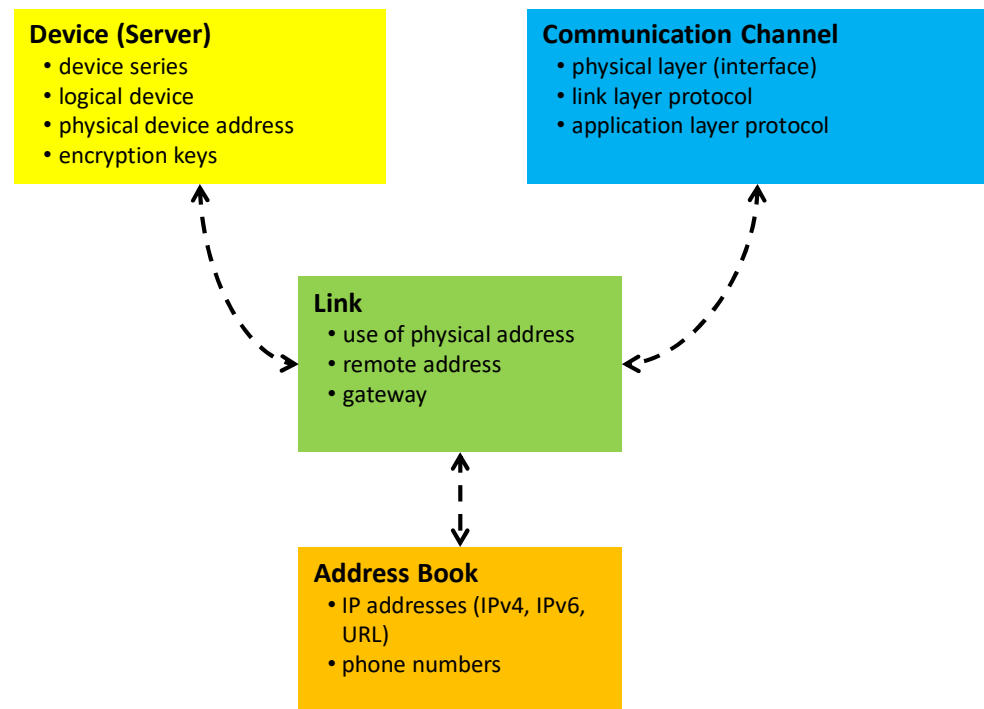 Device (Server)
• device series
• logical device
• physical device address
• encryption keys
Communication Channel
• physical layer (interface)
• link layer protocol
• application layer protocol
Link
• use of physical address
• remote address
• gateway
Address Book
• IP addresses (IPv4, IPv6,
URL)
• phone numbers